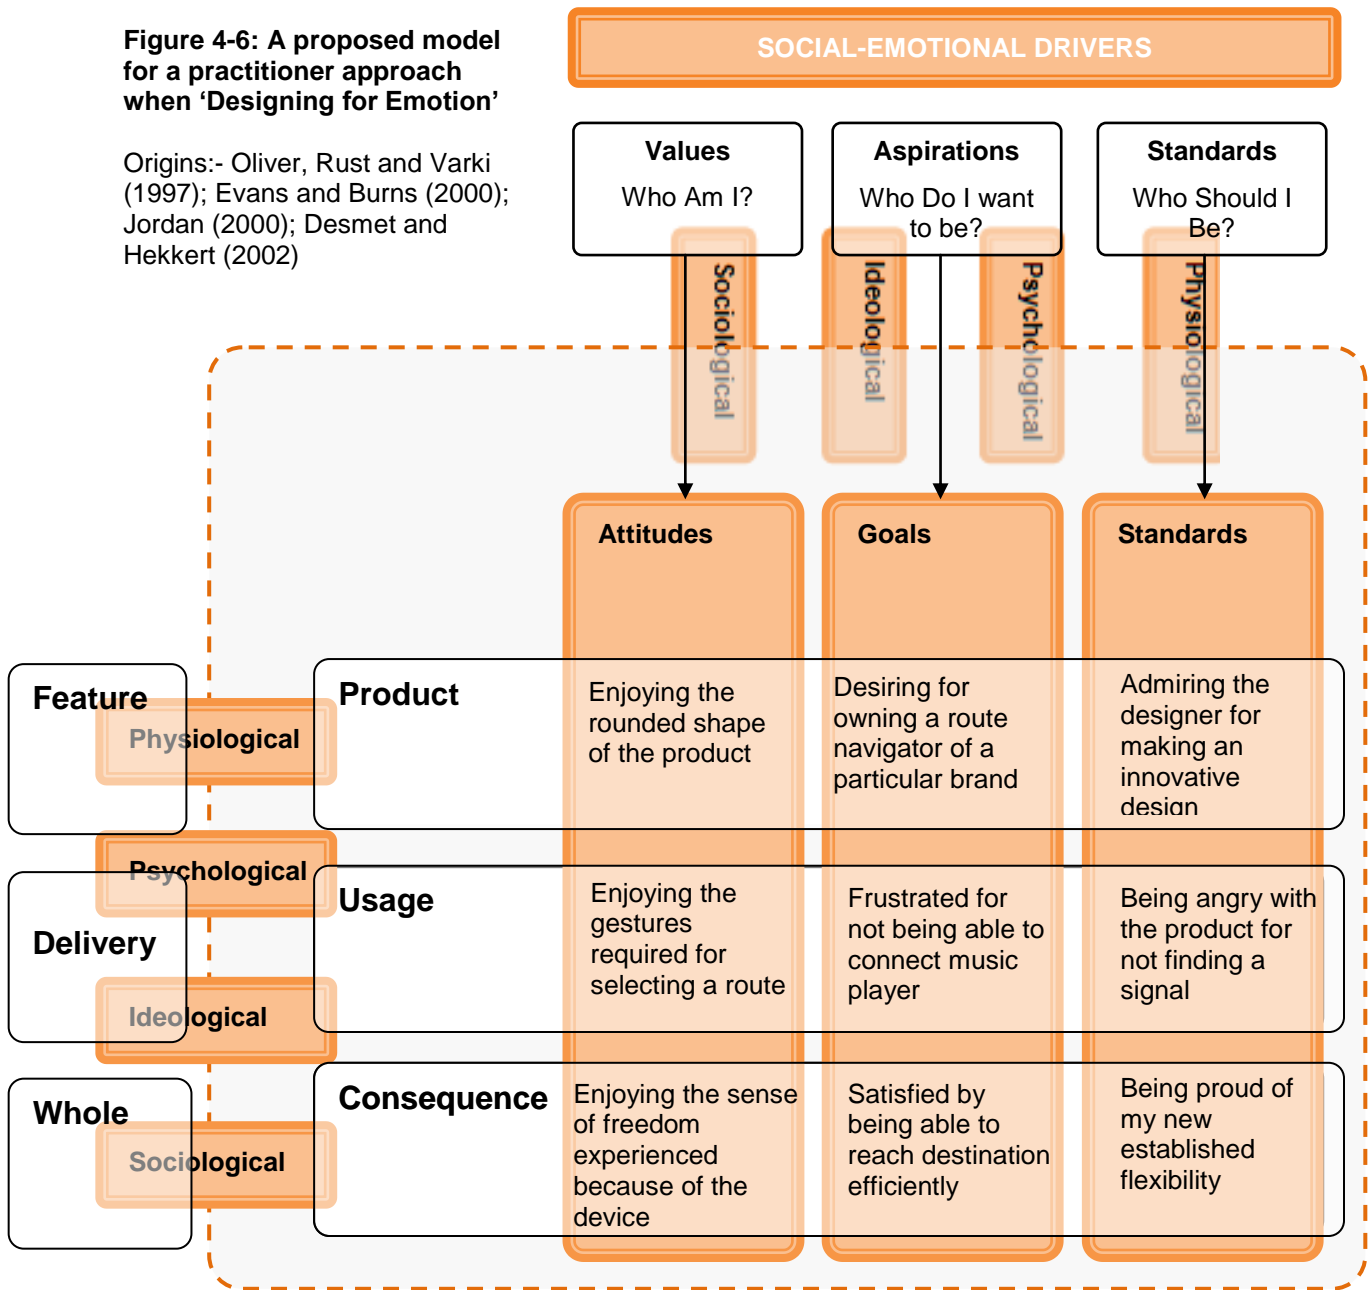 Figure 4-6: A proposed model
for a practitioner approach
when ‘Designing for Emotion’
Origins:- Oliver, Rust and Varki
(1997); Evans and Burns (2000);
Jordan (2000); Desmet and
Hekkert (2002)
SOCIAL-EMOTIONAL DRIVERS
Values
Who Am I?
Aspirations
Who Do I want
to be?
Standards
Who Should I
Be?
Sociological
Ideological
Psychological
Physiological
Attitudes
Goals
Standards
Feature
Physiological
Product
Enjoying the
rounded shape
of the product
Desiring for
owning a route
navigator of a
particular brand
Admiring the
designer for
making an
innovative
design
Psychological
Delivery
Usage
Enjoying the
gestures
required for
selecting a route
Frustrated for
not being able to
connect music
player
Being angry with
the product for
not finding a
signal
Ideological
Whole
Sociological
Consequence
Enjoying the sense
of freedom
experienced
because of the
device
Satisfied by
being able to
reach destination
efficiently
Being proud of
my new
established
flexibility